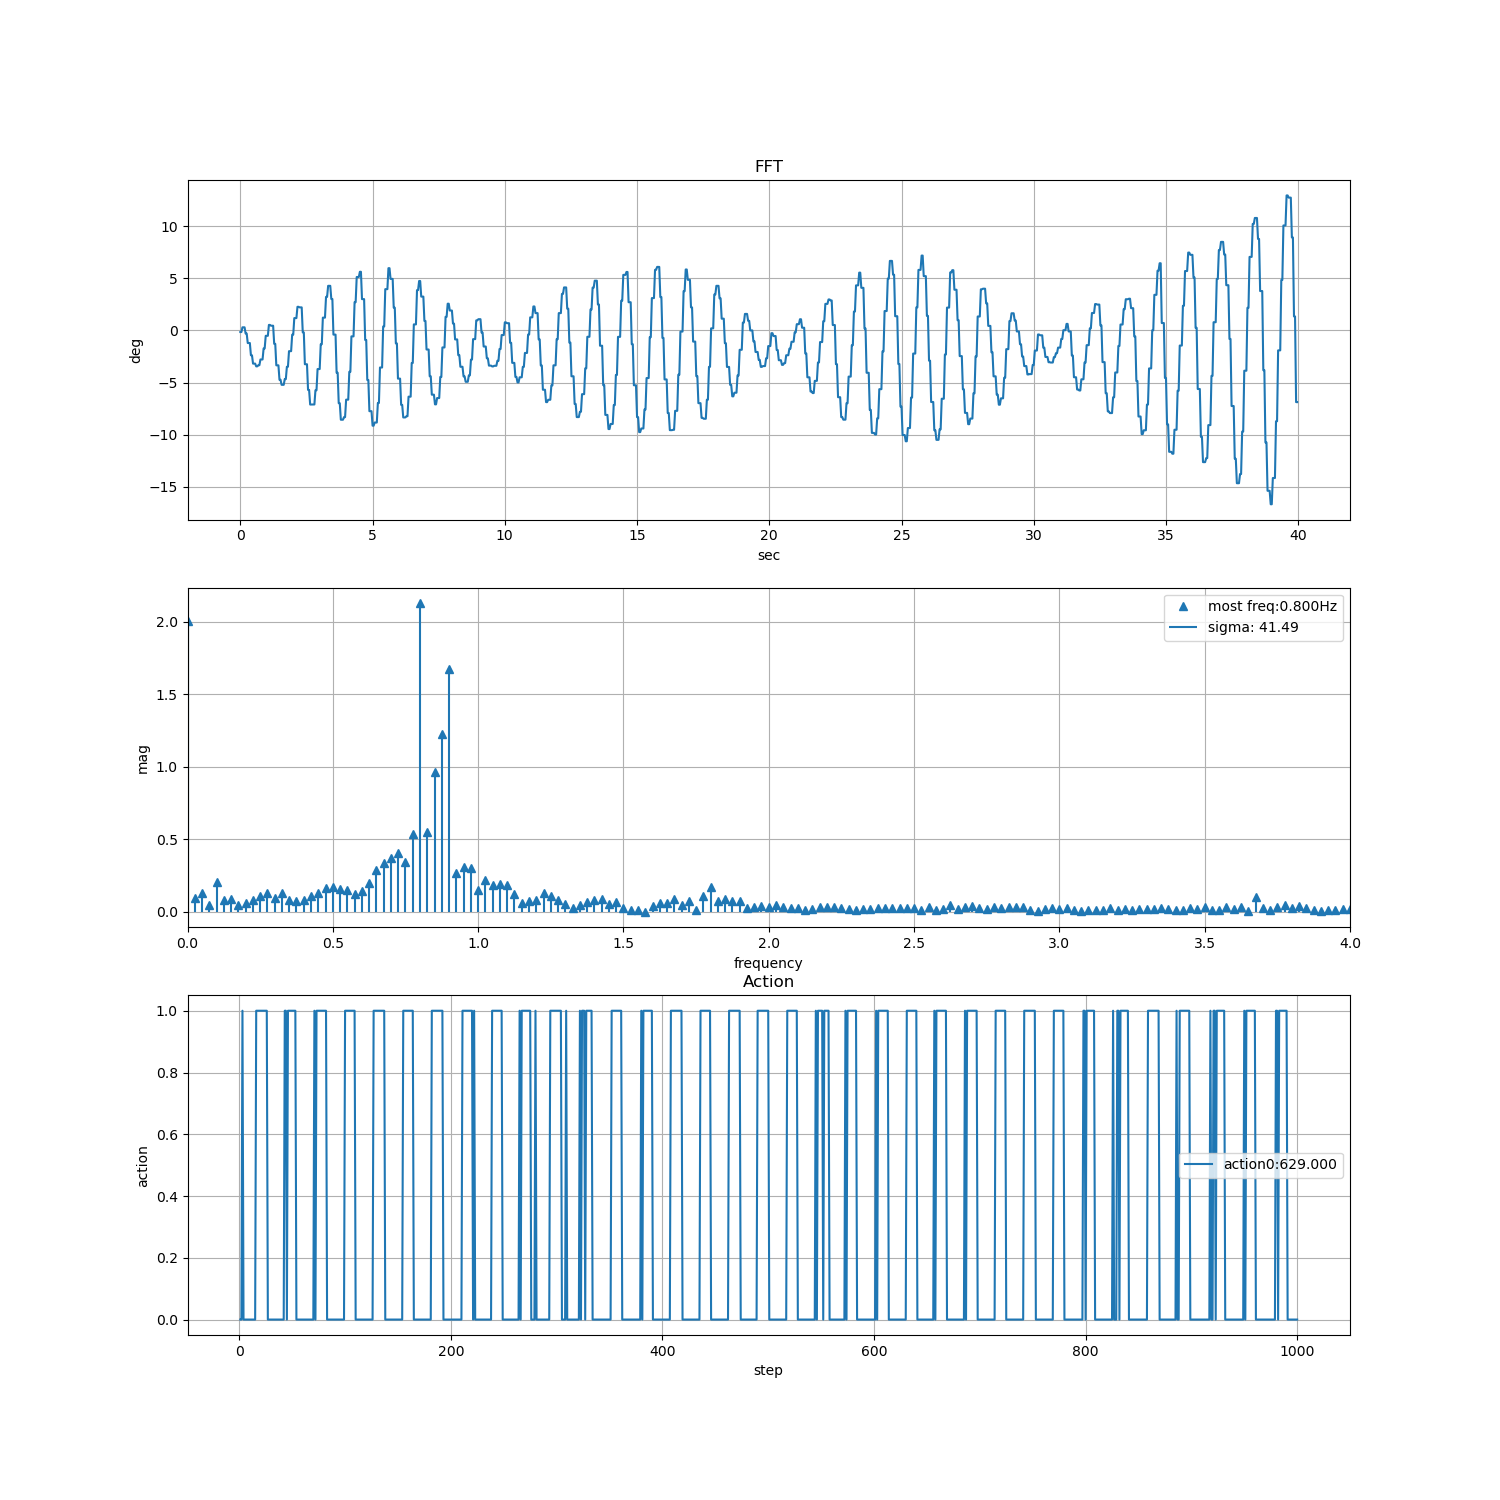 FFT
10
5
0
−5
−10
−15
deg
0 5 10 15 20 25 30 35 40
sec
most freq:0.800Hz
sigma: 41.49
2.0
1.5
1.0
0.5
0.0
mag
0.0 0.5 1.0 1.5 2.0 2.5 3.0 3.5 4.0
frequency
Action
1.0
0.8
0.6
0.4
0.2
0.0
action
action0:629.000
0 200 400 600 800 1000
step